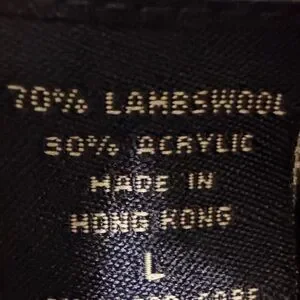 70% LAMBSWOOL
30% ACRYLIC
MADE IN
HONG KONG
L